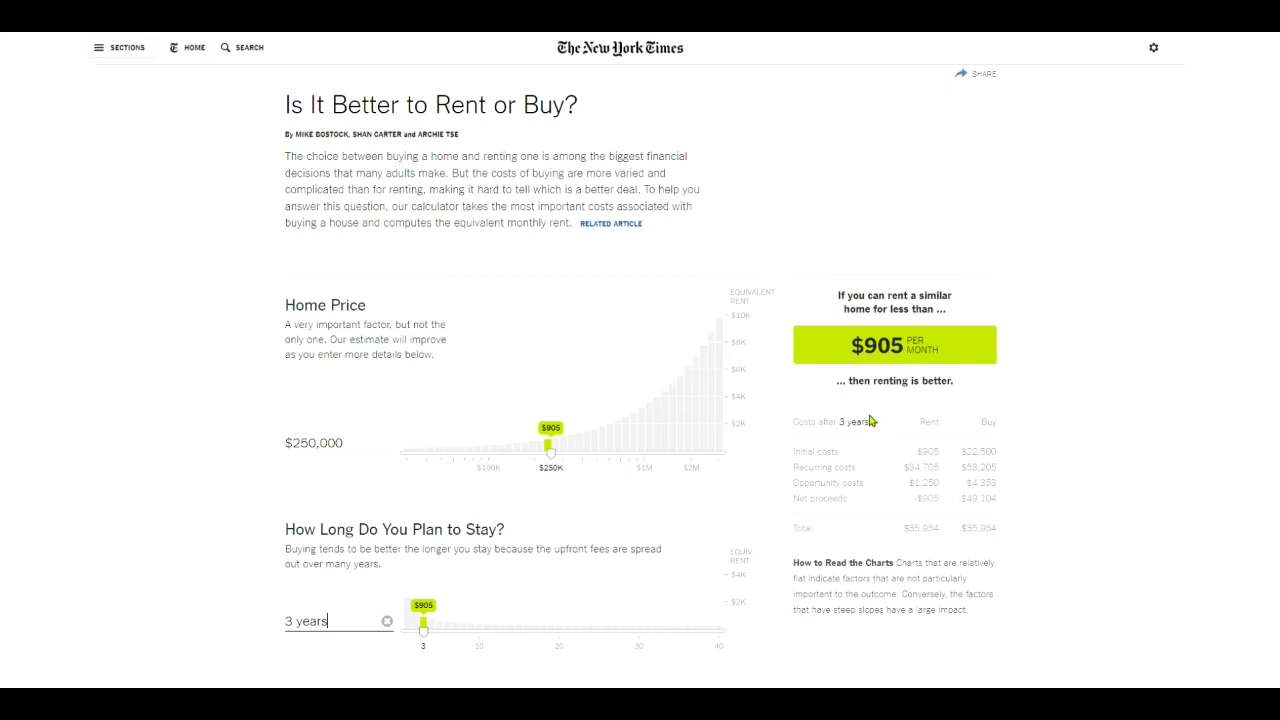 SECTIONS HOME SEARCH The New York Times
SHARE
Is It Better to Rent or Buy?
By MIKE BOSTOCK, SHAN CARTER and ARCHIE TSE
The choice between buying a home and renting one is among the biggest financial
decisions that many adults make. But the costs of buying are more varied and
complicated than for renting, making it hard to tell which is a better deal. To help you
answer this question, our calculator takes the most important costs associated with
buying a house and computes the equivalent monthly rent. RELATED ARTICLE
Home Price
A very important factor, but not the
only one. Our estimate will improve
as you enter more details below.
$250,000
EQUIVALENT
RENT
$10K
$8K
$6K
$4K
$2K
$905
$100K $250K $1M $2M
How Long Do You Plan to Stay?
Buying tends to be better the longer you stay because the upfront fees are spread
out over many years.
3 years
EQUIV
RENT
$4K
$2K
$905
3 10 20 30 40
If you can rent a similar
home for less than ...
$905 PER
MONTH
... then renting is better.
Costs after 3 years Rent Buy
Initial costs $905 $22,500
Recurring costs $34,705 $58,205
Opportunity costs $1,250 $4,353
Net proceeds -$905 -$49,104
Total $35,954 $35,954
How to Read the Charts Charts that are relatively
flat indicate factors that are not particularly
important to the outcome. Conversely, the factors
that have steep slopes have a large impact.